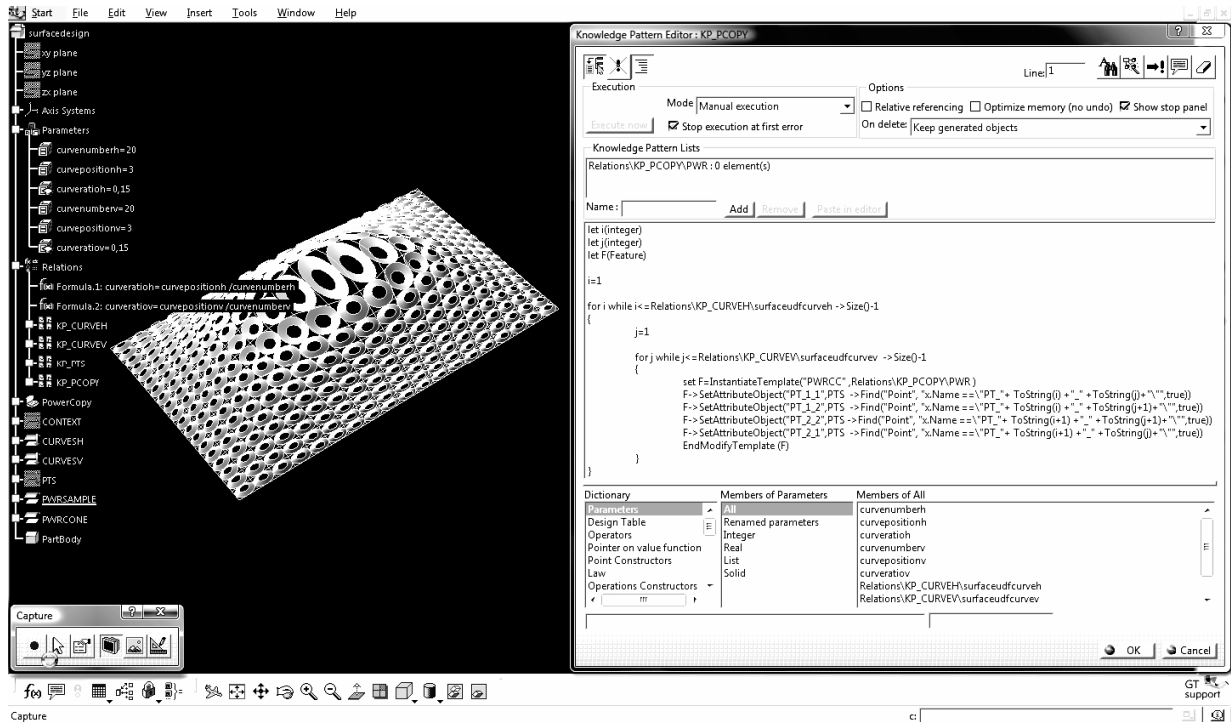 Start File Edit View Insert Tools Window Help
surfacedesign
xy plane
yz plane
zx plane
Axis Systems
Parameters
curvenumberh=20
curvepositionh=3
curveratioh=0,15
curvenumberv=20
curvepositionv=3
curveratiov=0,15
Relations
Formula.1: curveratioh=curvepositionh /curvenumberh
Formula.2: curveratiov=curvepositionv /curvenumberv
KP_CURVEH
KP_CURVEV
KP_PTS
KP_PCOPY
PowerCopy
CONTEXT
CURVESH
CURVESV
PTS
PWRSAMPLE
PWRCONE
PartBody
Capture
Knowledge Pattern Editor : KP_PCOPY
Line: 1
Execution
Mode Manual execution
Execute now Stop execution at first error
Options
Relative referencing Optimize memory (no undo) Show stop panel
On delete: Keep generated objects
Knowledge Pattern Lists
Relations\KP_PCOPY\PWR : 0 element(s)
Name : Add Remove Paste in editor
let i(integer)
let j(integer)
let F(Feature)
i=1
for i while i<=Relations\KP_CURVEH\surfaceudfcurveh ->Size()-1
{
j=1
for j while j<=Relations\KP_CURVEV\surfaceudfcurvev ->Size()-1
{
set F=InstantiateTemplate("PWRCC" ,Relations\KP_PCOPY\PWR )
F->SetAttributeObject("PT_1_1",PTS ->Find("Point", "x.Name ==\"PT_"+ ToString(i) +"_" +ToString(j)+"\"",true))
F->SetAttributeObject("PT_1_2",PTS ->Find("Point", "x.Name ==\"PT_"+ ToString(i) +"_" +ToString(j+1)+"\"",true))
F->SetAttributeObject("PT_2_2",PTS ->Find("Point", "x.Name ==\"PT_"+ ToString(i+1) +"_" +ToString(j+1)+"\"",true))
F->SetAttributeObject("PT_2_1",PTS ->Find("Point", "x.Name ==\"PT_"+ ToString(i+1) +"_" +ToString(j)+"\"",true))
EndModifyTemplate (F)
}
}
Dictionary Members of Parameters Members of All
Parameters All curvenumberh
Design Table Renamed parameters curvepositionh
Operators Integer curveratioh
Pointer on value function Real curvenumberv
Point Constructors List curvepositionv
Law Solid curveratiov
Operations Constructors Relations\KP_CURVEH\surfaceudfcurveh
Relations\KP_CURVEV\surfaceudfcurvev
OK Cancel
GT
support
Capture c: